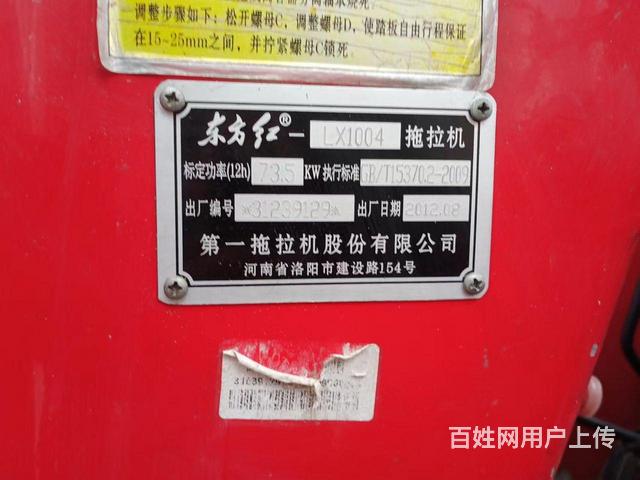 调整步骤如下：松开螺母C，调整螺母D，使踏板自由行程保证
在15~25mm之间，并拧紧螺母C锁死。
东方红®-LX1004 拖拉机
标定功率(12h) 73.5 KW 执行标准 GB/T15370.2-2009
出厂编号 *31239129* 出厂日期 2012.08
第一拖拉机股份有限公司
河南省洛阳市建设路154号
百姓网用户上传